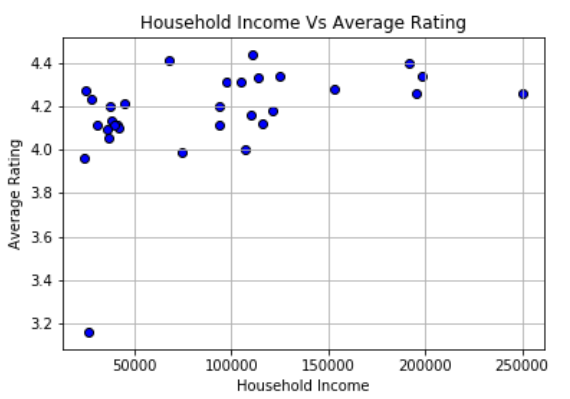 Household Income Vs Average Rating
4.4
4.2
4.0
3.8
3.6
3.4
3.2
Average Rating
50000 100000 150000 200000 250000
Household Income